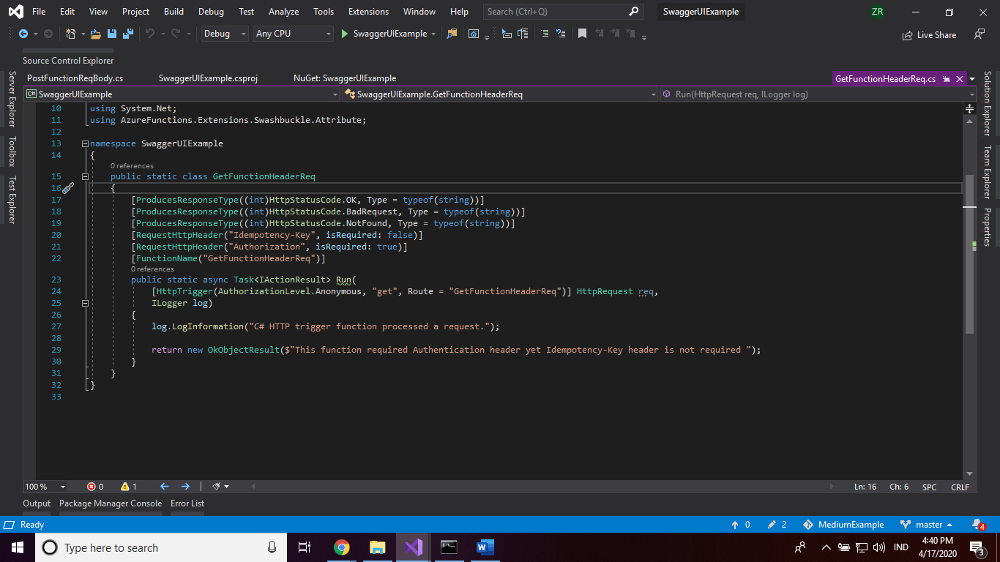 File Edit View Project Build Debug Test Analyze Tools Extensions Window Help Search (Ctrl+Q) SwaggerUIExample ZR
Debug Any CPU SwaggerUIExample Live Share
Source Control Explorer
PostFunctionReqBody.cs SwaggerUIExample.csproj NuGet: SwaggerUIExample GetFunctionHeaderReq.cs
C# SwaggerUIExample SwaggerUIExample.GetFunctionHeaderReq Run(HttpRequest req, ILogger log)
Server Explorer
Toolbox
Test Explorer
10 using System.Net;
11 using AzureFunctions.Extensions.Swashbuckle.Attribute;
12
13 namespace SwaggerUIExample
14 {
0 references
15 public static class GetFunctionHeaderReq
16 {
17 [ProducesResponseType((int)HttpStatusCode.OK, Type = typeof(string))]
18 [ProducesResponseType((int)HttpStatusCode.BadRequest, Type = typeof(string))]
19 [ProducesResponseType((int)HttpStatusCode.NotFound, Type = typeof(string))]
20 [RequestHttpHeader("Idempotency-Key", isRequired: false)]
21 [RequestHttpHeader("Authorization", isRequired: true)]
22 [FunctionName("GetFunctionHeaderReq")]
0 references
23 public static async Task<IActionResult> Run(
24 [HttpTrigger(AuthorizationLevel.Anonymous, "get", Route = "GetFunctionHeaderReq")] HttpRequest req,
25 ILogger log)
26 {
27 log.LogInformation("C# HTTP trigger function processed a request.");
28
29 return new OkObjectResult($"This function required Authentication header yet Idempotency-Key header is not required ");
30 }
31 }
32 }
33
Solution Explorer
Team Explorer
Properties
100 % 0 1 Ln: 16 Ch: 6 SPC CRLF
Output Package Manager Console Error List
Ready 0 2 MediumExample master 4
Type here to search IND 4:40 PM 4/17/2020 3